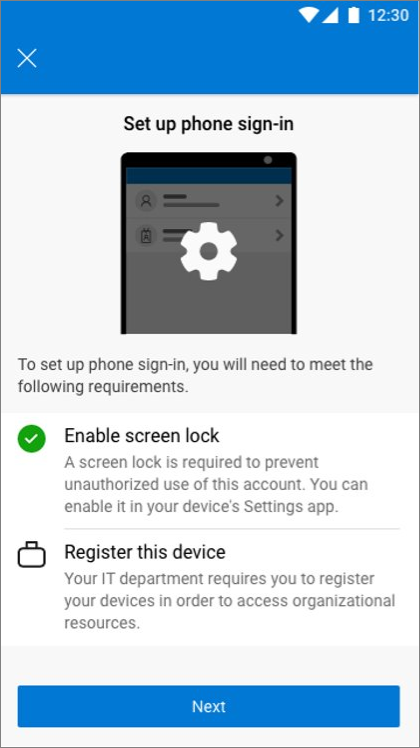 12:30
Set up phone sign-in
To set up phone sign-in, you will need to meet the
following requirements.
Enable screen lock
A screen lock is required to prevent
unauthorized use of this account. You can
enable it in your device's Settings app.
Register this device
Your IT department requires you to register
your devices in order to access organizational
resources.
Next